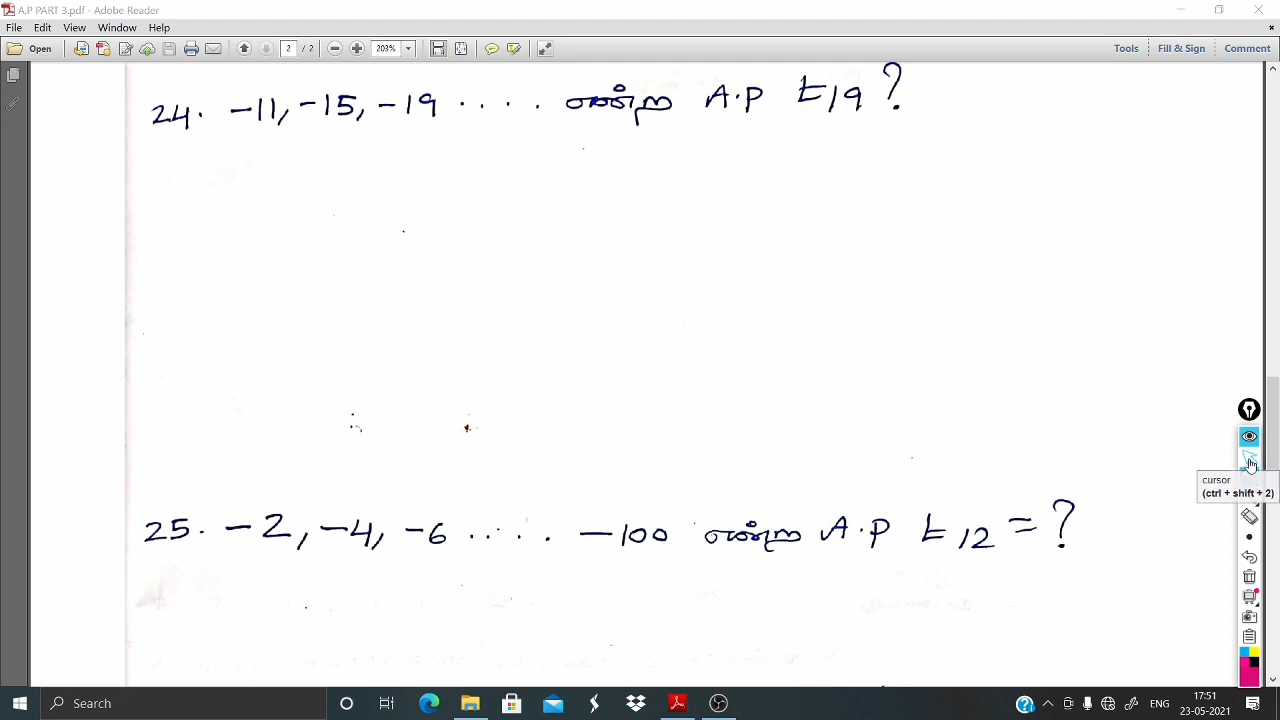 A.P PART 3.pdf - Adobe Reader
File Edit View Window Help
Open 2 / 2 203% Tools Fill & Sign Comment
24. -11, -15, -19 .... என்ற A.P t19 ?
cursor
(ctrl + shift + 2)
25. -2, -4, -6 ..... -100 என்ற A.P t12 = ?
Search ENG 17:51
23-05-2021